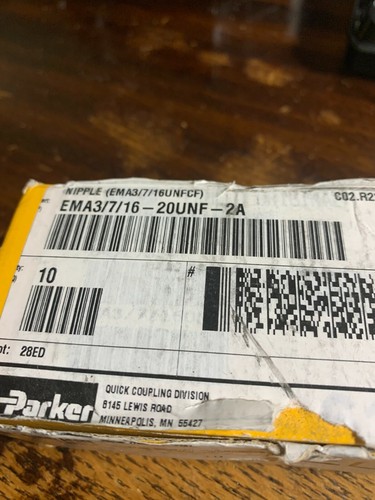 NIPPLE (EMA3/7/16UNFCF)
C02.R2
EMA3/7/16-20UNF-2A
10
#
28ED
Parker
QUICK COUPLING DIVISION
8145 LEWIS ROAD
MINNEAPOLIS, MN 55427